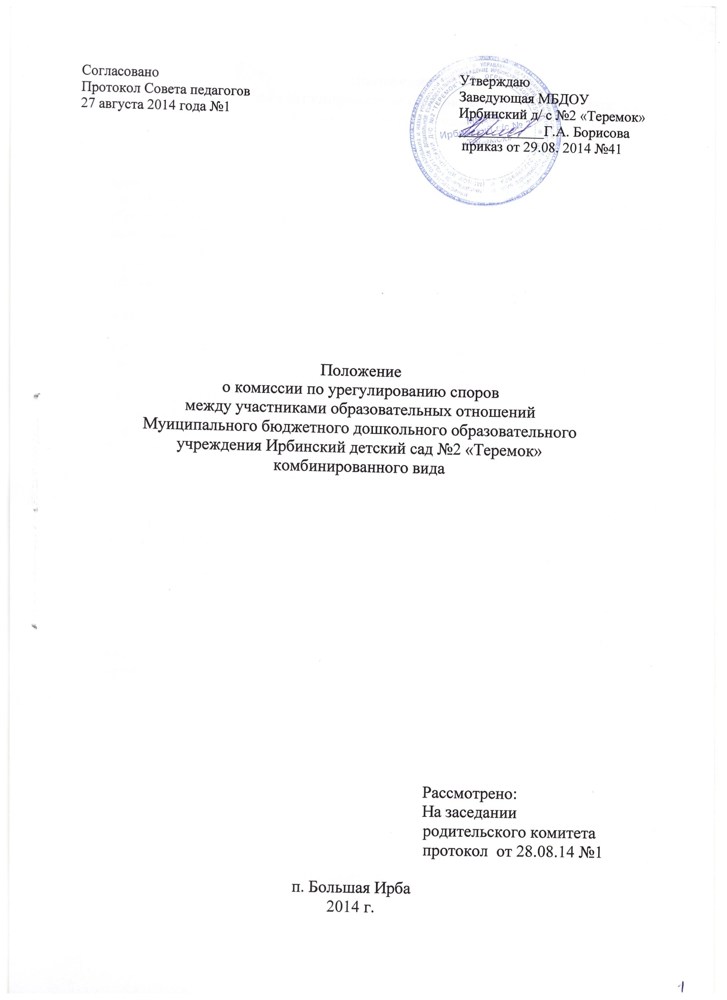 Согласовано
Протокол Совета педагогов
27 августа 2014 года №1
Утверждаю
Заведующая МБДОУ
Ирбинский д/ с №2 «Теремок»
____________Г.А. Борисова
приказ от 29.08. 2014 №41
Положение
о комиссии по урегулированию споров
между участниками образовательных отношений
Муиципального бюджетного дошкольного образовательного
учреждения Ирбинский детский сад №2 «Теремок»
комбинированного вида
Рассмотрено:
На заседании
родительского комитета
протокол от 28.08.14 №1
п. Большая Ирба
2014 г.
1